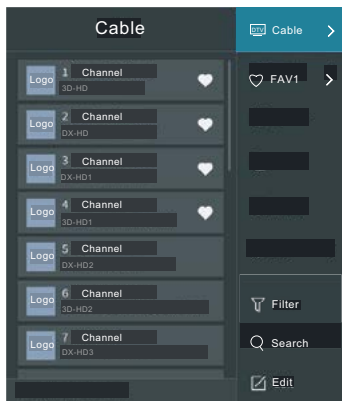 Cable
Logo 1 Channel
3D-HD
Logo 2 Channel
DX-HD
Logo 3 Channel
DX-HD1
Logo 4 Channel
3D-HD1
Logo 5 Channel
DX-HD2
Logo 6 Channel
3D-HD2
Logo 7 Channel
DX-HD3
DTV Cable
FAV1
Filter
Search
Edit